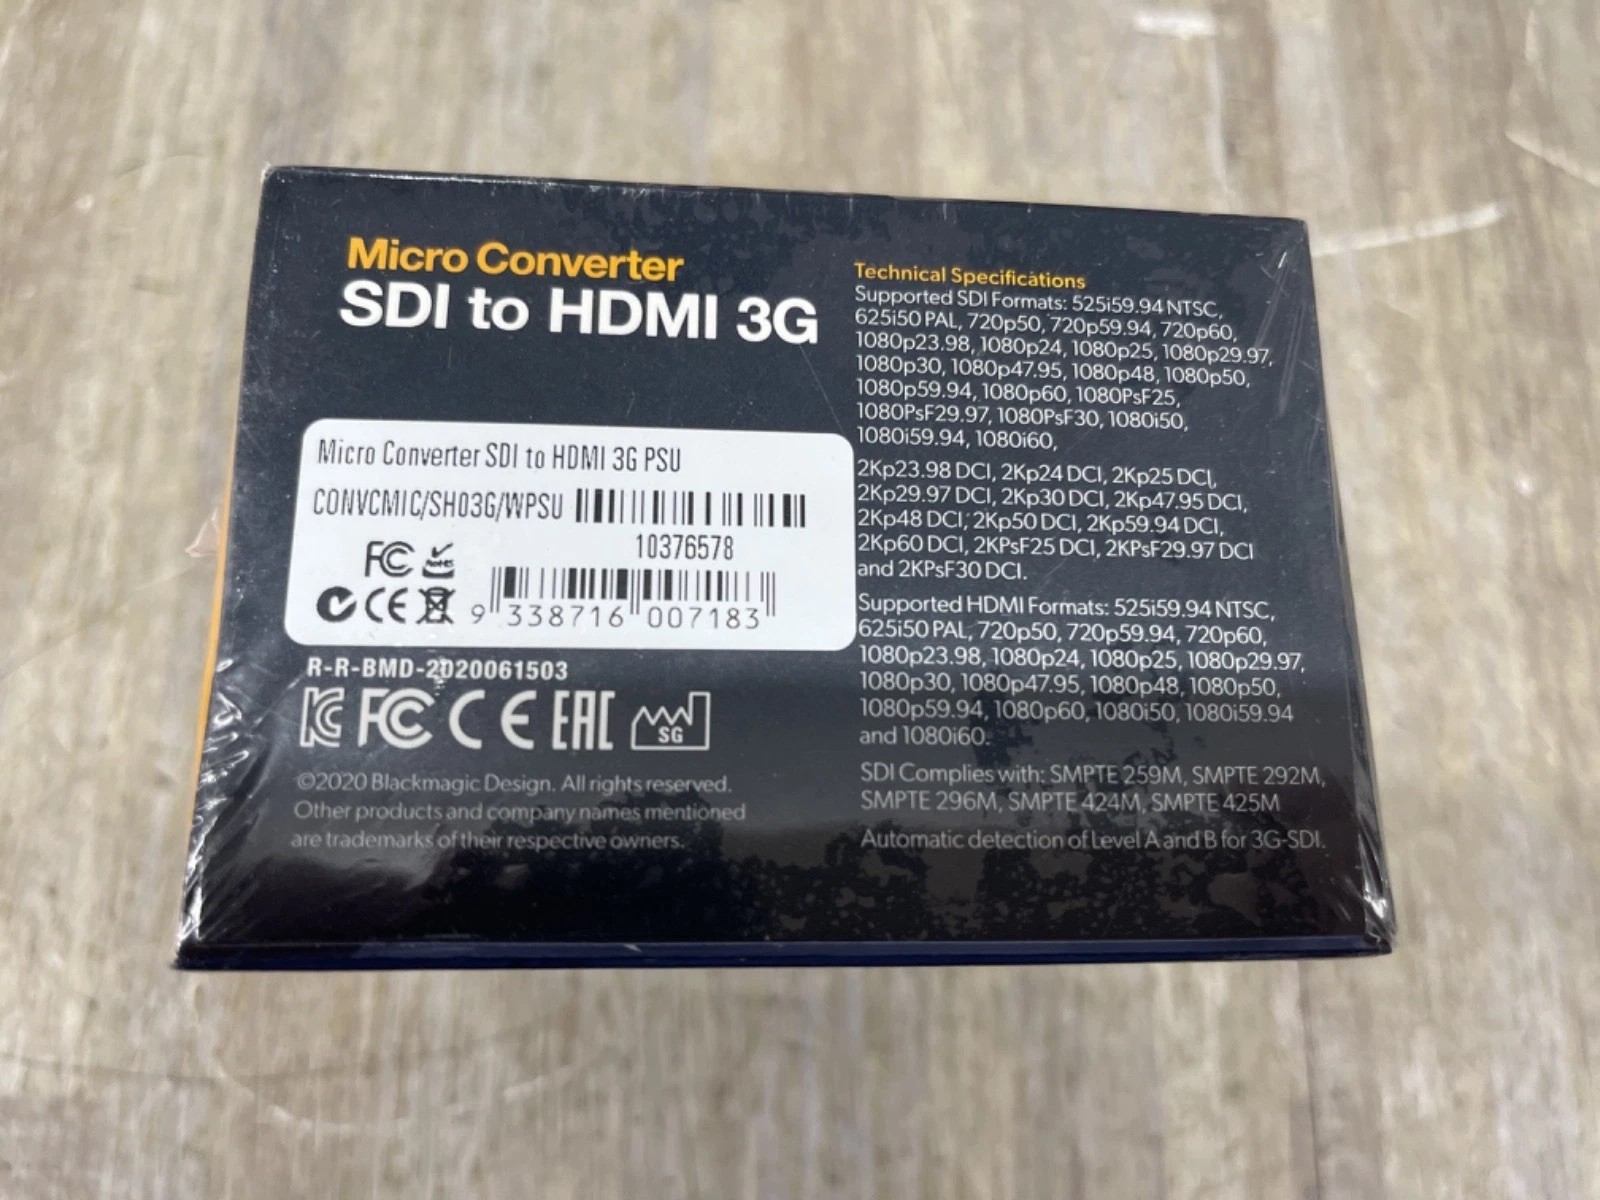 Micro Converter
SDI to HDMI 3G
Micro Converter SDI to HDMI 3G PSU
CONVCMIC/SH03G/WPSU
10376578
FC RoHS
CE
9 338716 007183
R-R-BMD-2020061503
KC FC CE EAC SG
©2020 Blackmagic Design. All rights reserved.
Other products and company names mentioned
are trademarks of their respective owners.
Technical Specifications
Supported SDI Formats: 525i59.94 NTSC,
625i50 PAL, 720p50, 720p59.94, 720p60,
1080p23.98, 1080p24, 1080p25, 1080p29.97,
1080p30, 1080p47.95, 1080p48, 1080p50,
1080p59.94, 1080p60, 1080PsF25,
1080PsF29.97, 1080PsF30, 1080i50,
1080i59.94, 1080i60,
2Kp23.98 DCI, 2Kp24 DCI, 2Kp25 DCI,
2Kp29.97 DCI, 2Kp30 DCI, 2Kp47.95 DCI,
2Kp48 DCI, 2Kp50 DCI, 2Kp59.94 DCI,
2Kp60 DCI, 2KPsF25 DCI, 2KPsF29.97 DCI
and 2KPsF30 DCI.
Supported HDMI Formats: 525i59.94 NTSC,
625i50 PAL, 720p50, 720p59.94, 720p60,
1080p23.98, 1080p24, 1080p25, 1080p29.97,
1080p30, 1080p47.95, 1080p48, 1080p50,
1080p59.94, 1080p60, 1080i50, 1080i59.94
and 1080i60.
SDI Complies with: SMPTE 259M, SMPTE 292M,
SMPTE 296M, SMPTE 424M, SMPTE 425M
Automatic detection of Level A and B for 3G-SDI.